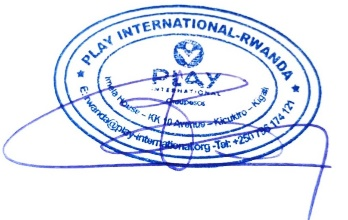 ★ PLAY INTERNATIONAL-RWANDA ★
PLAY
INTERNATIONAL
House – KK 10 Avenue – Kicukiro – Kigali
E: rwanda@play-international.org -Tel: +250 796 174 121